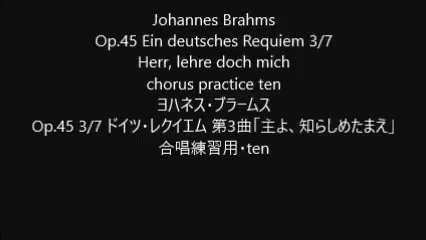 Johannes Brahms
Op.45 Ein deutsches Requiem 3/7
Herr, lehre doch mich
chorus practice ten
ヨハネス・ブラームス
Op.45 3/7 ドイツ・レクイエム 第3曲「主よ、知らしめたまえ」
合唱練習用・ten